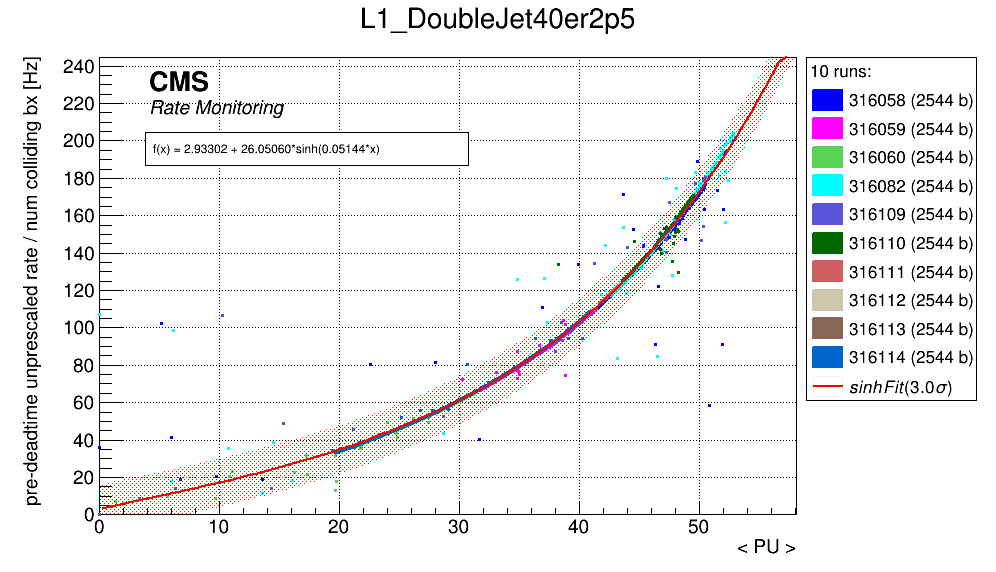 L1_DoubleJet40er2p5
pre-deadtime unprescaled rate / num colliding bx [Hz]
240
220
200
180
160
140
120
100
80
60
40
20
0
CMS
Rate Monitoring
f(x) = 2.93302 + 26.05060*sinh(0.05144*x)
0 10 20 30 40 50
< PU >
10 runs:
316058 (2544 b)
316059 (2544 b)
316060 (2544 b)
316082 (2544 b)
316109 (2544 b)
316110 (2544 b)
316111 (2544 b)
316112 (2544 b)
316113 (2544 b)
316114 (2544 b)
sinhFit(3.0σ)